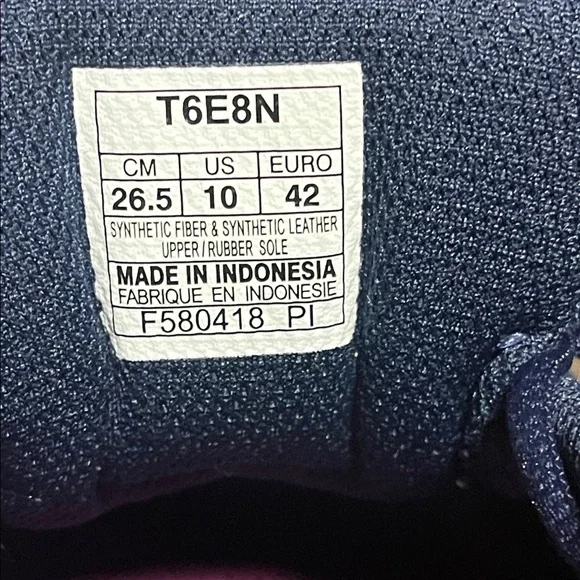 T6E8N
CM US EURO
26.5 10 42
SYNTHETIC FIBER & SYNTHETIC LEATHER
UPPER/RUBBER SOLE
MADE IN INDONESIA
FABRIQUE EN INDONESIE
F580418 PI